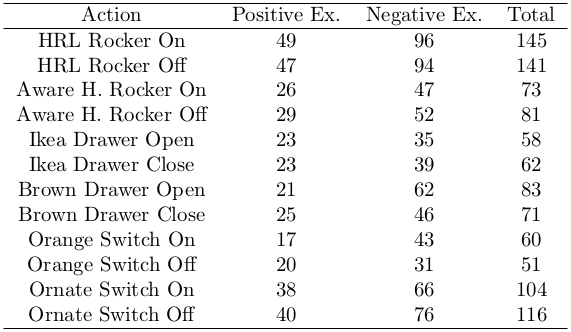 Action Positive Ex. Negative Ex. Total
HRL Rocker On 49 96 145
HRL Rocker Off 47 94 141
Aware H. Rocker On 26 47 73
Aware H. Rocker Off 29 52 81
Ikea Drawer Open 23 35 58
Ikea Drawer Close 23 39 62
Brown Drawer Open 21 62 83
Brown Drawer Close 25 46 71
Orange Switch On 17 43 60
Orange Switch Off 20 31 51
Ornate Switch On 38 66 104
Ornate Switch Off 40 76 116